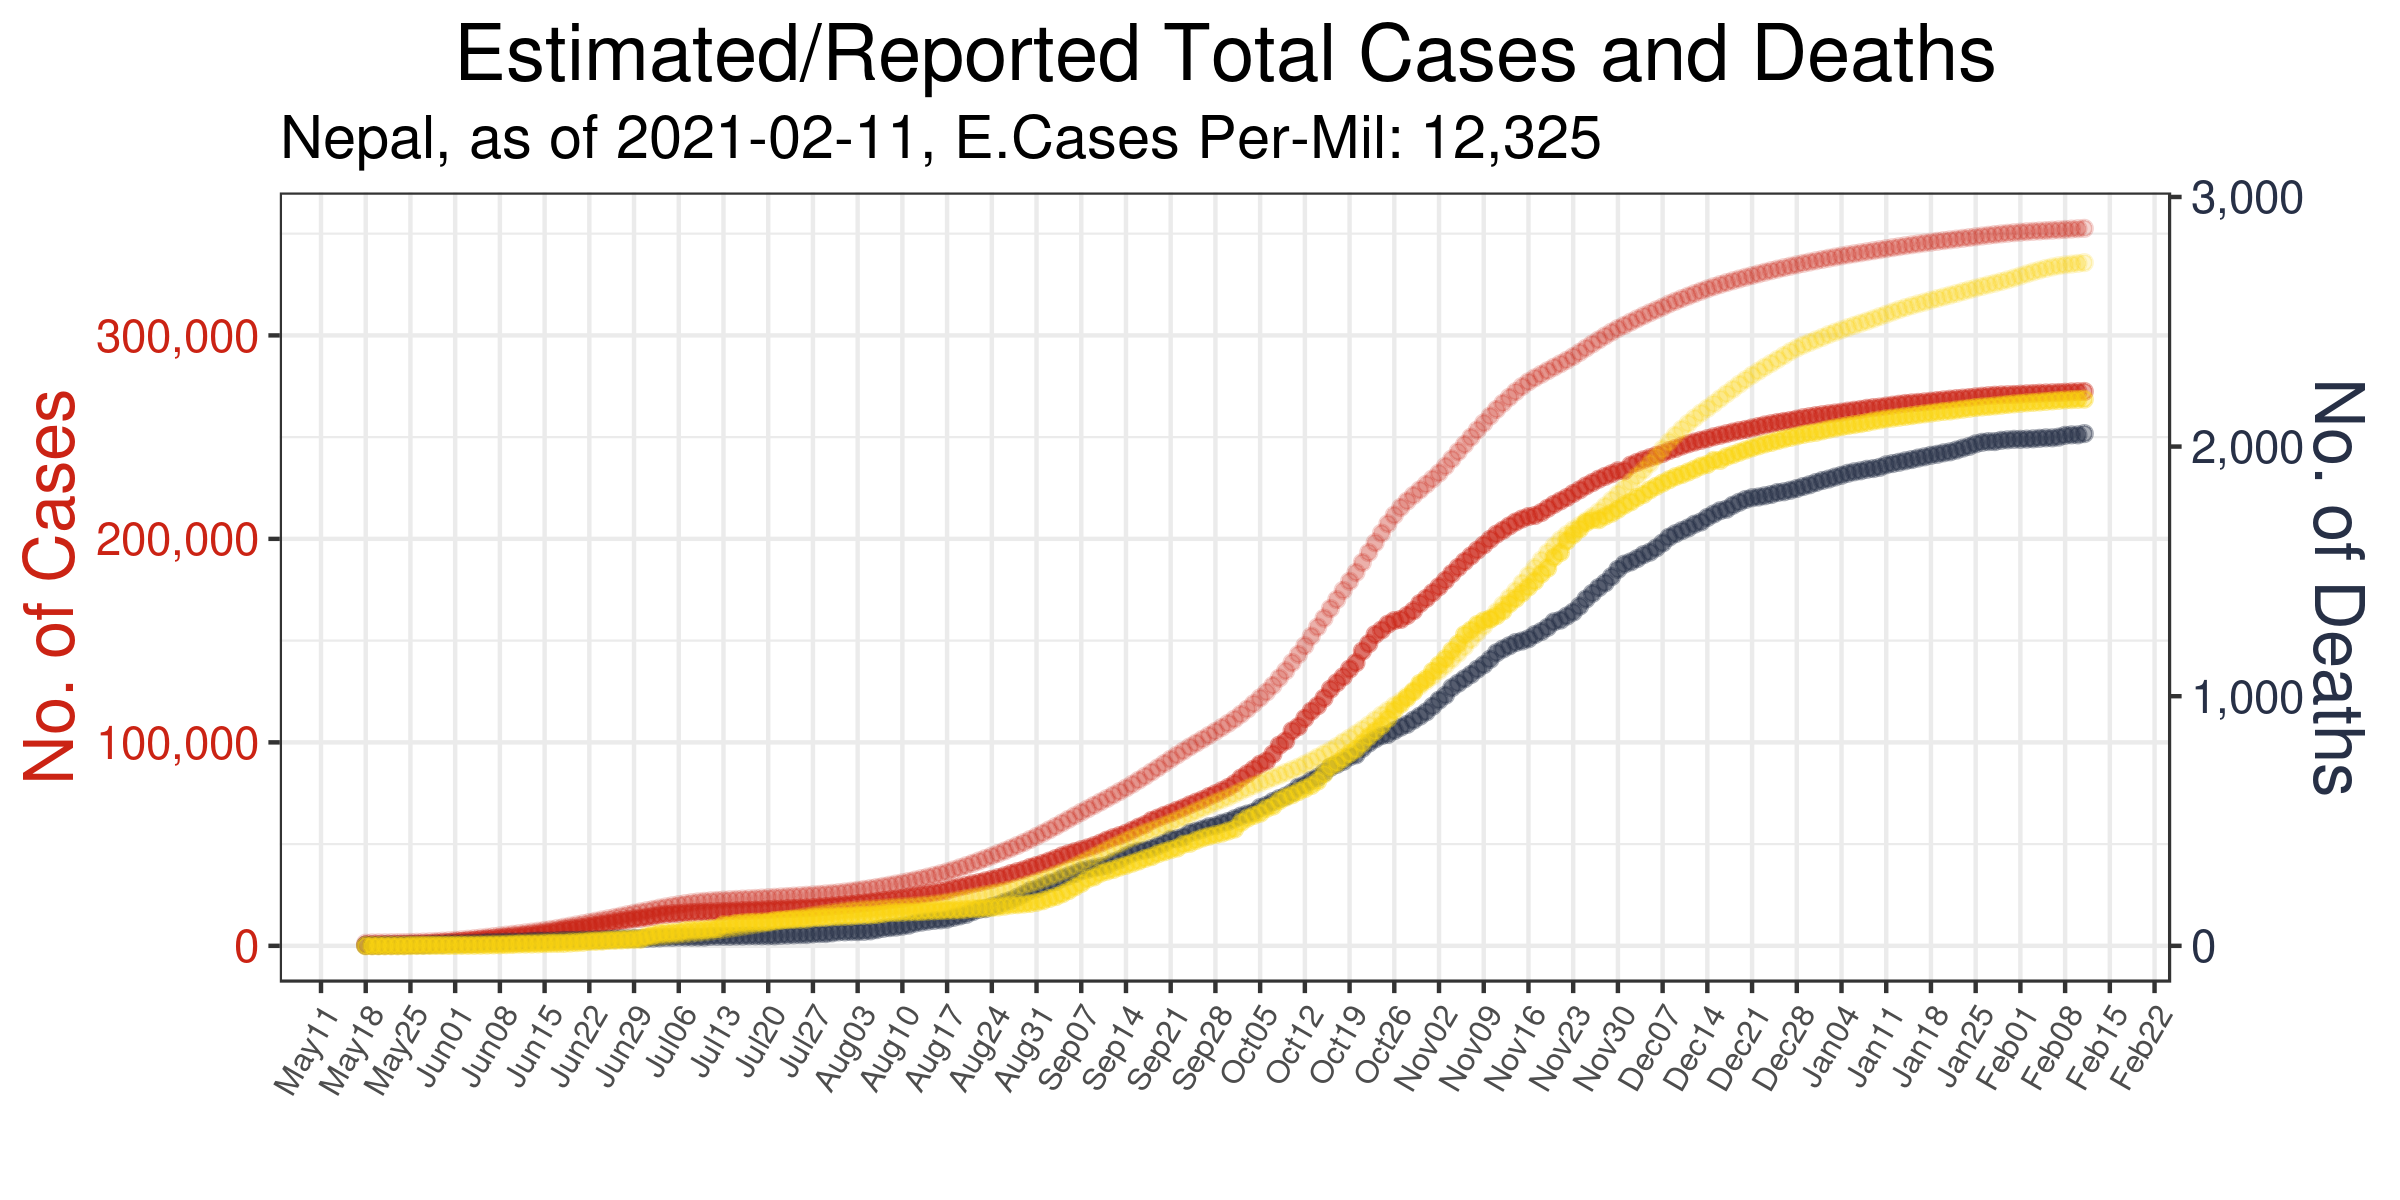 Estimated/Reported Total Cases and Deaths
Nepal, as of 2021-02-11, E.Cases Per-Mil: 12,325
No. of Cases
300,000
200,000
100,000
0
3,000
2,000
1,000
0
No. of Deaths
May11
May18
May25
Jun01
Jun08
Jun15
Jun22
Jun29
Jul06
Jul13
Jul20
Jul27
Aug03
Aug10
Aug17
Aug24
Aug31
Sep07
Sep14
Sep21
Sep28
Oct05
Oct12
Oct19
Oct26
Nov02
Nov09
Nov16
Nov23
Nov30
Dec07
Dec14
Dec21
Dec28
Jan04
Jan11
Jan18
Jan25
Feb01
Feb08
Feb15
Feb22